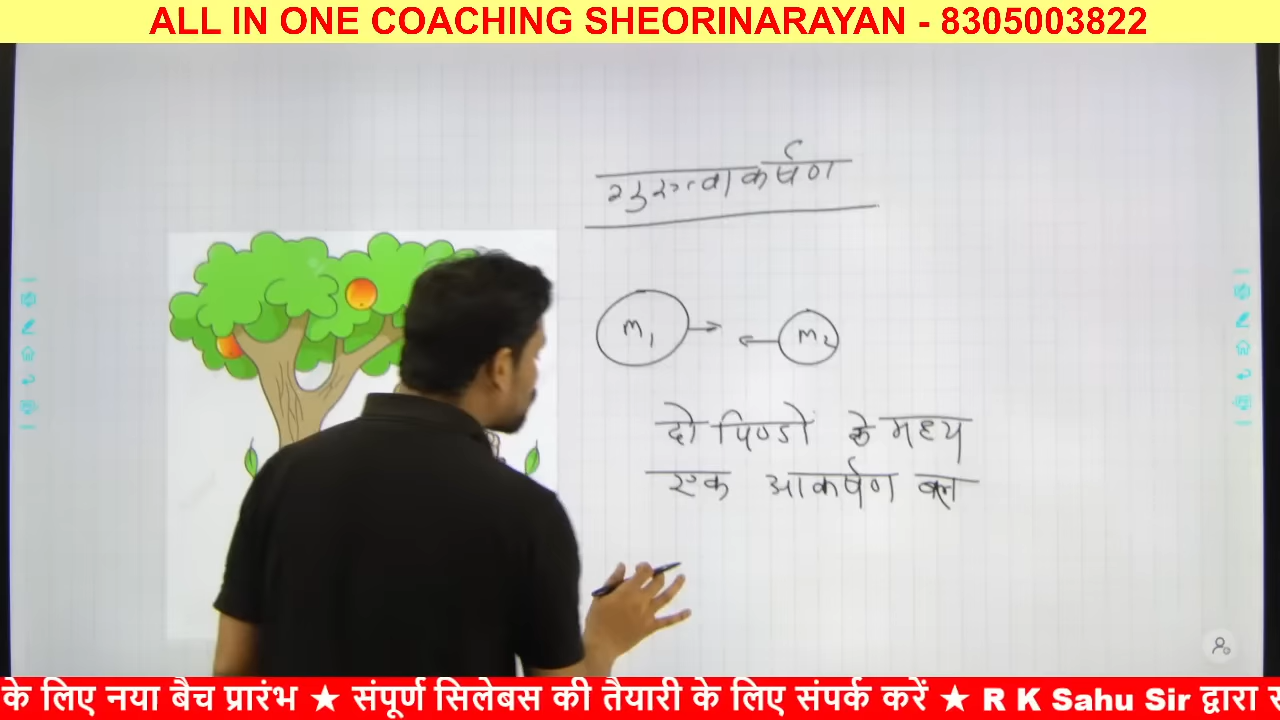 ALL IN ONE COACHING SHEORINARAYAN - 8305003822
गुरुत्वाकर्षण
m₁ m₂
दो पिण्डो के मध्य
एक आकर्षण बल
के लिए नया बैच प्रारंभ ★ संपूर्ण सिलेबस की तैयारी के लिए संपर्क करें ★ R K Sahu Sir द्वारा